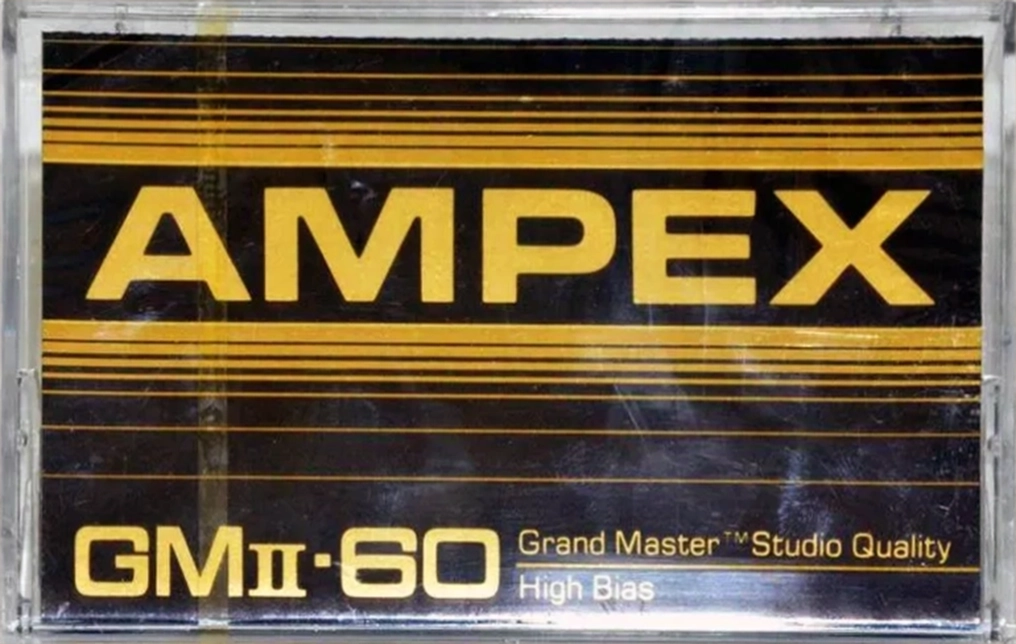 AMPEX
GMII·60
Grand Master™ Studio Quality
High Bias